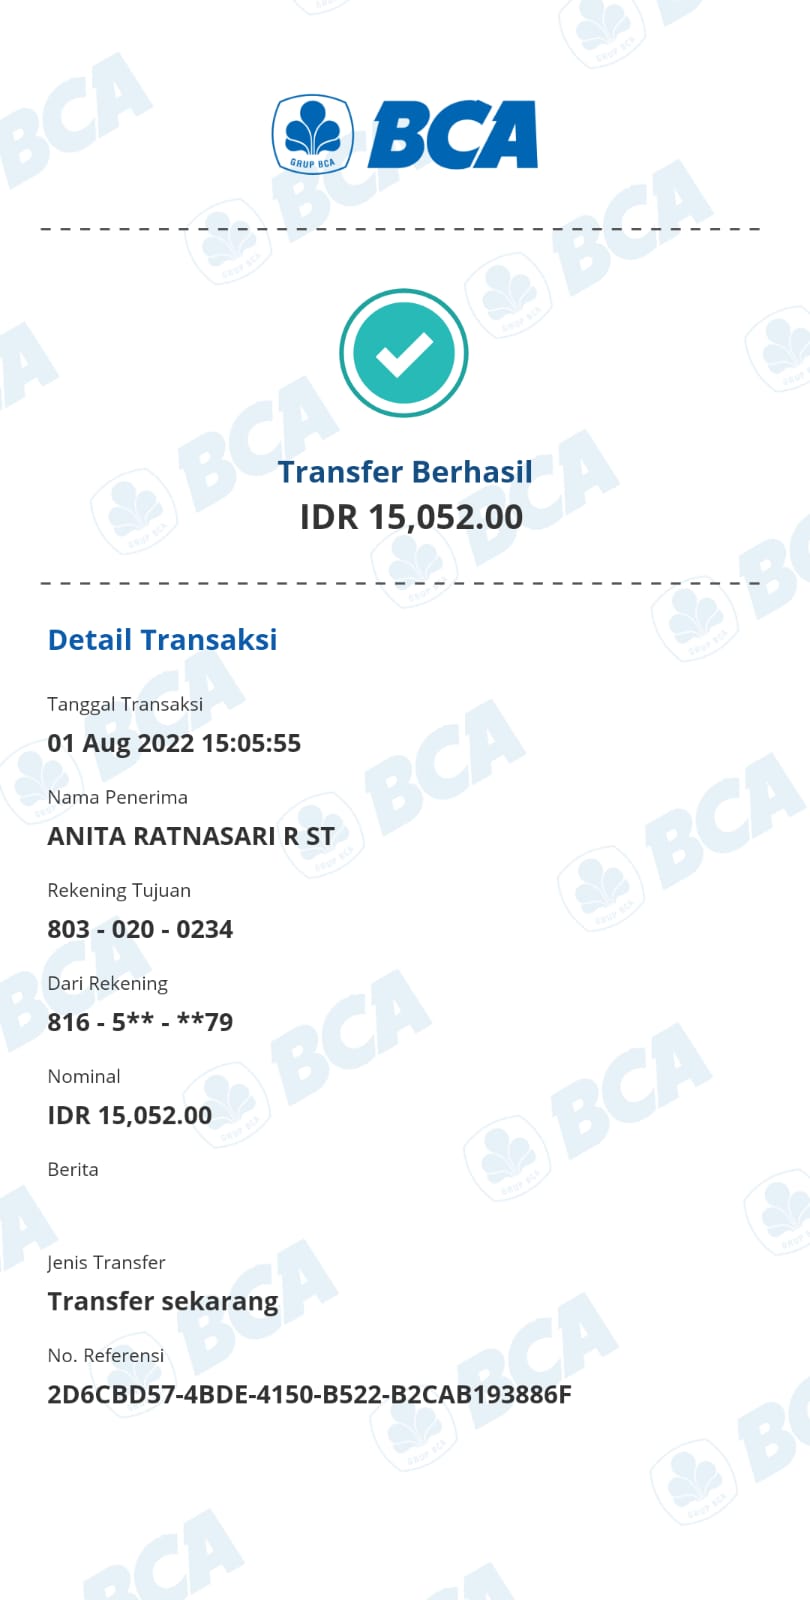 GRUP BCA
BCA
Transfer Berhasil
IDR 15,052.00
Detail Transaksi
Tanggal Transaksi
01 Aug 2022 15:05:55
Nama Penerima
ANITA RATNASARI R ST
Rekening Tujuan
803 - 020 - 0234
Dari Rekening
816 - 5** - **79
Nominal
IDR 15,052.00
Berita
Jenis Transfer
Transfer sekarang
No. Referensi
2D6CBD57-4BDE-4150-B522-B2CAB193886F